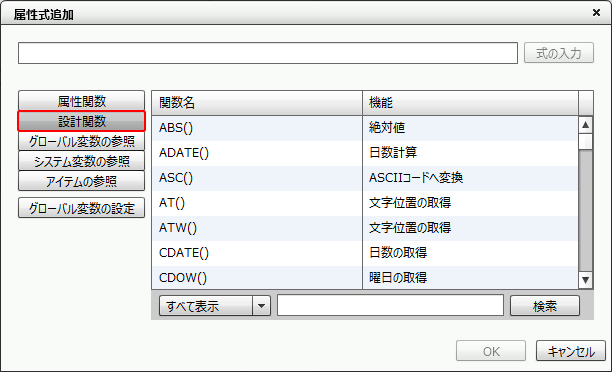 属性式追加
式の入力
属性関数
設計関数
グローバル変数の参照
システム変数の参照
アイテムの参照
グローバル変数の設定
関数名 機能
ABS() 絶対値
ADATE() 日数計算
ASC() ASCIIコードへ変換
AT() 文字位置の取得
ATW() 文字位置の取得
CDATE() 日数の取得
CDOW() 曜日の取得
すべて表示 検索
OK キャンセル